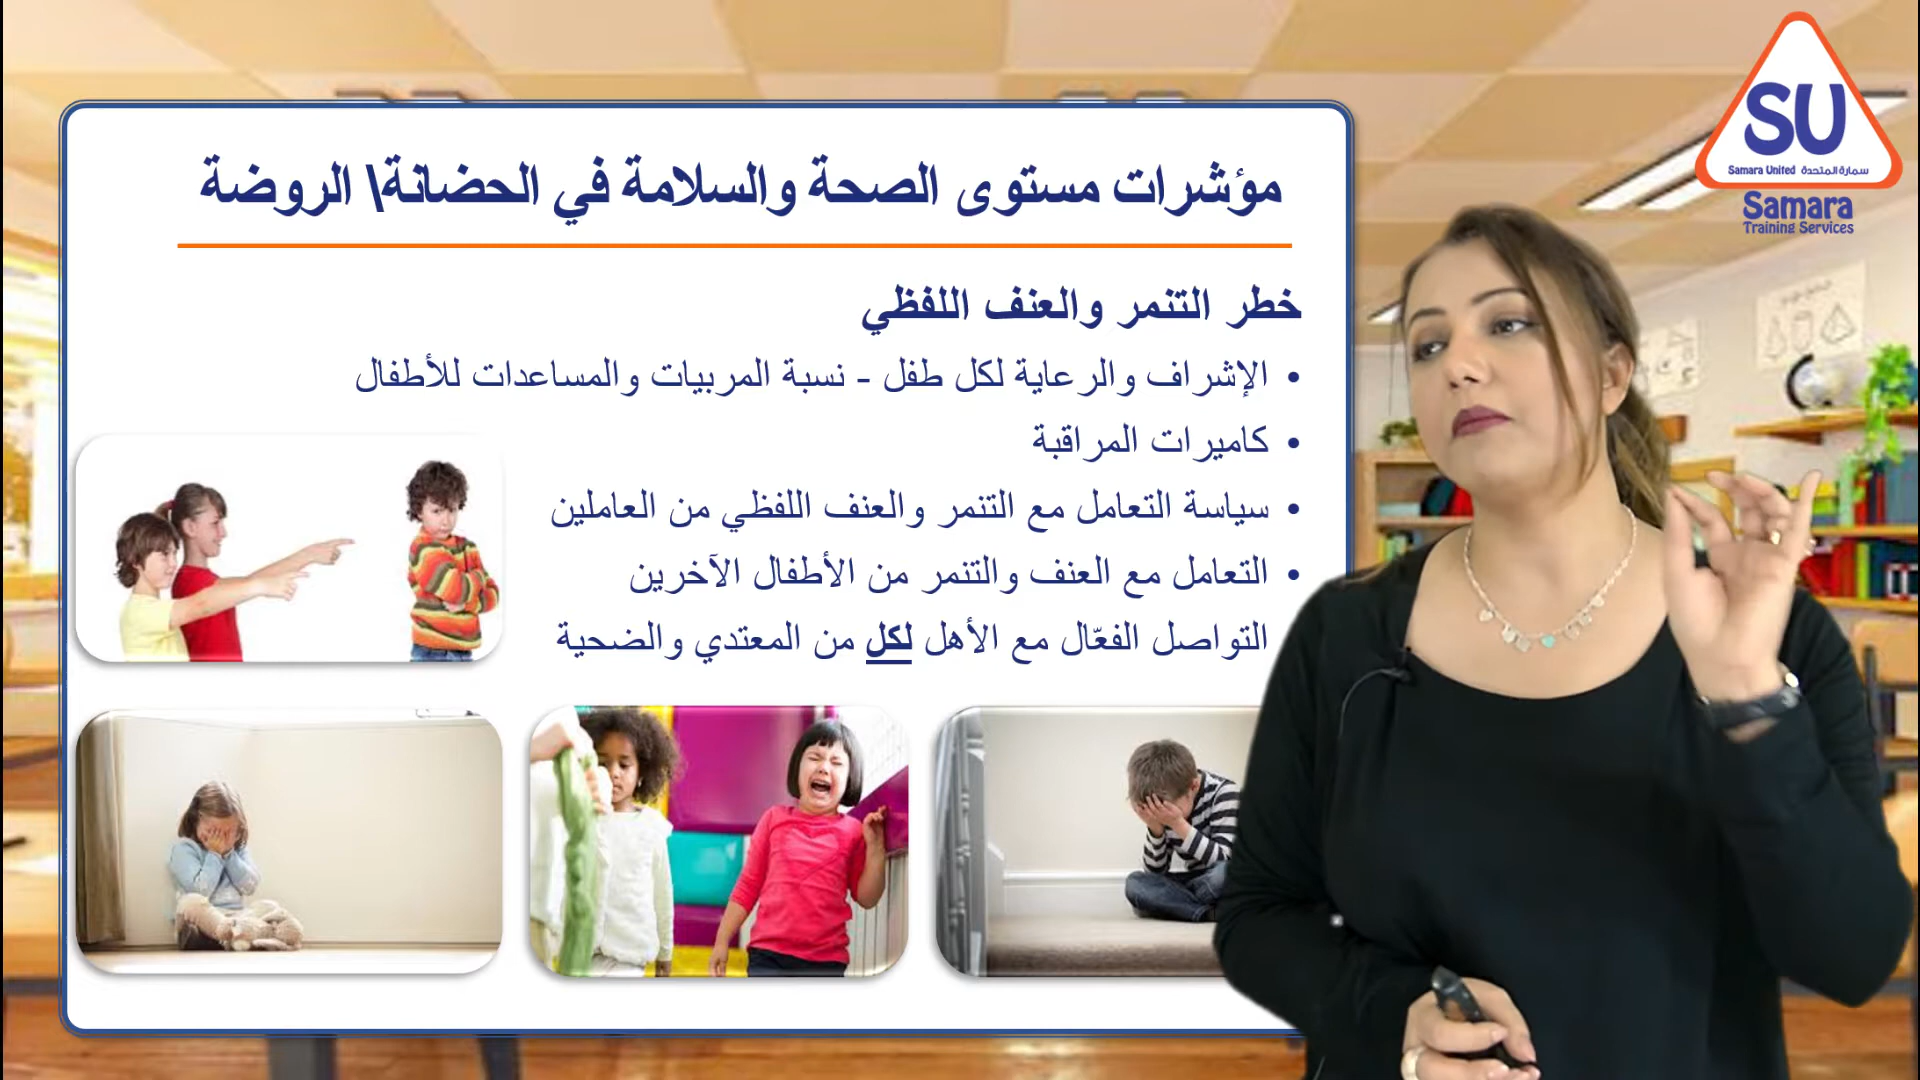 مؤشرات مستوى الصحة والسلامة في الحضانة\ الروضة
خطر التنمر والعنف اللفظي
• الإشراف والرعاية لكل طفل - نسبة المربيات والمساعدات للأطفال
• كاميرات المراقبة
• سياسة التعامل مع التنمر والعنف اللفظي من العاملين
• التعامل مع العنف والتنمر من الأطفال الآخرين
التواصل الفعّال مع الأهل لكل من المعتدي والضحية
SU
Samara United سمارة المتحدة
Samara
Training Services